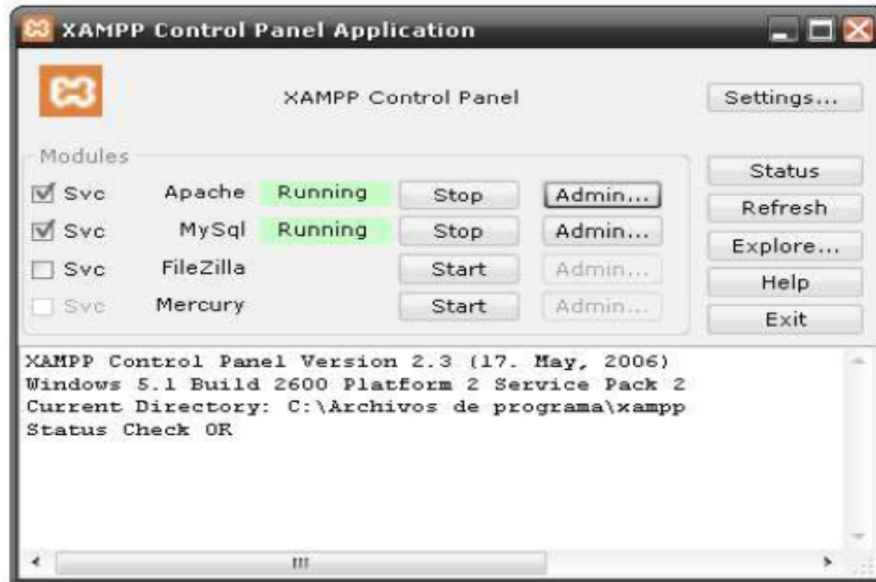 XAMPP Control Panel Application
XAMPP Control Panel
Settings...
Modules
Svc Apache Running Stop Admin...
Svc MySql Running Stop Admin...
Svc FileZilla Start Admin...
Svc Mercury Start Admin...
Status
Refresh
Explore...
Help
Exit
XAMPP Control Panel Version 2.3 (17. May, 2006)
Windows 5.1 Build 2600 Platform 2 Service Pack 2
Current Directory: C:\Archivos de programa\xampp
Status Check OR